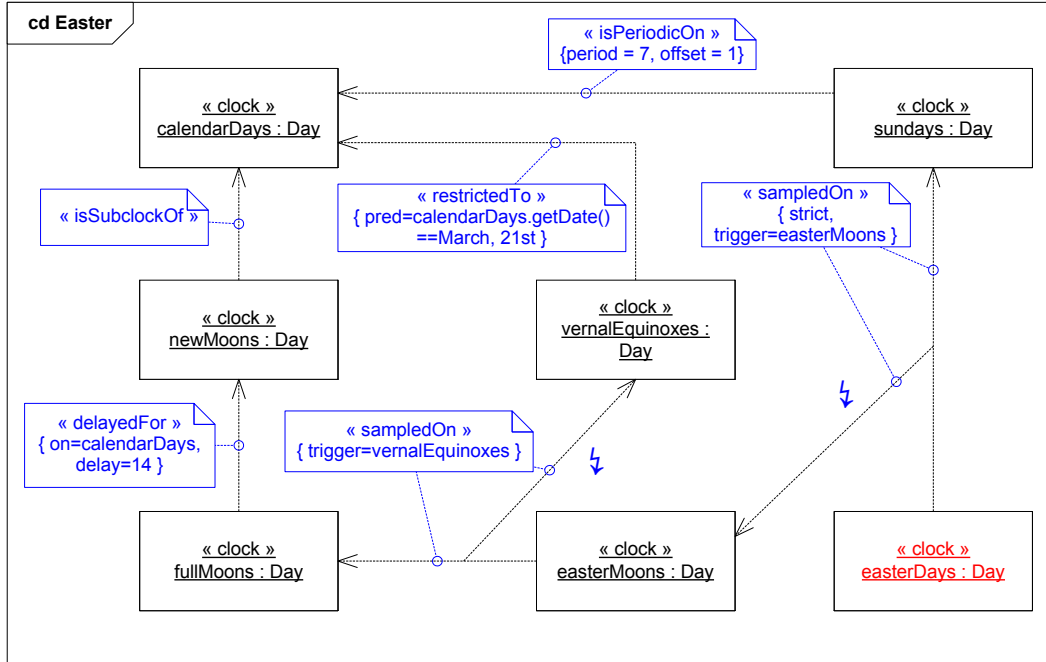 cd Easter
« isPeriodicOn »
{period = 7, offset = 1}
« clock »
calendarDays : Day
« clock »
sundays : Day
« restrictedTo »
{ pred=calendarDays.getDate()
==March, 21st }
« sampledOn »
{ strict,
trigger=easterMoons }
« isSubclockOf »
« clock »
newMoons : Day
« clock »
vernalEquinoxes :
Day
« delayedFor »
{ on=calendarDays,
delay=14 }
« sampledOn »
{ trigger=vernalEquinoxes }
« clock »
fullMoons : Day
« clock »
easterMoons : Day
« clock »
easterDays : Day